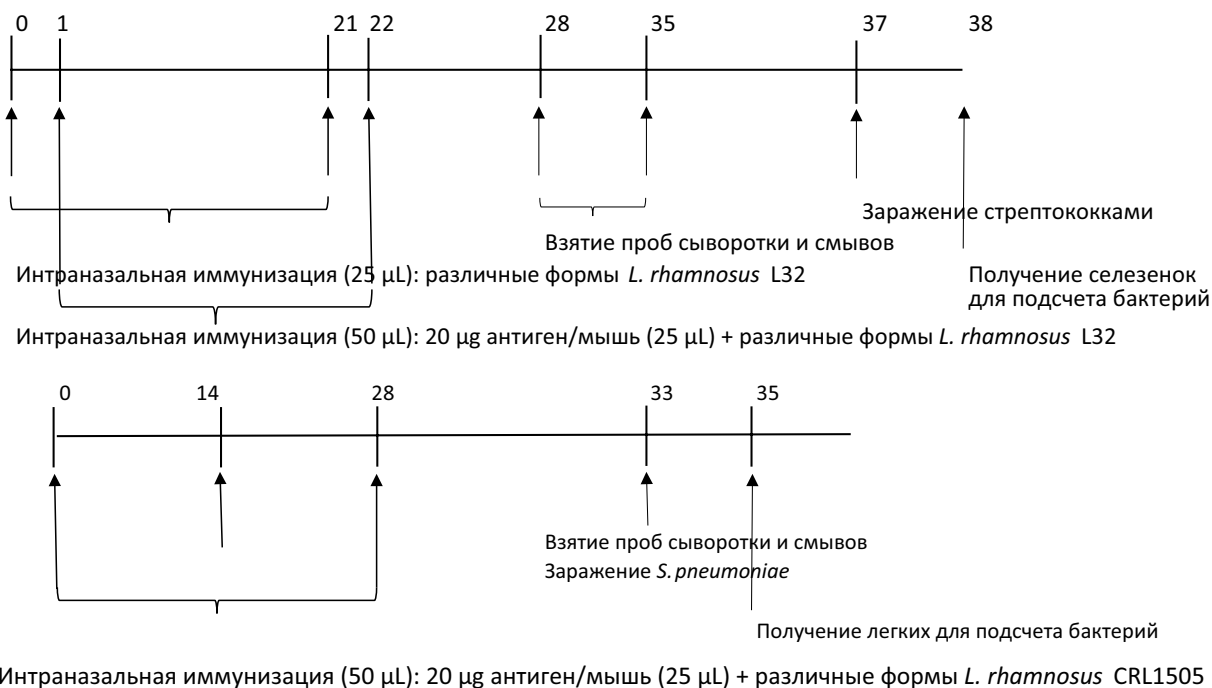 0 1 21 22 28 35 37 38
Заражение стрептококками
Взятие проб сыворотки и смывов
Интраназальная иммунизация (25 µL): различные формы L. rhamnosus L32
Получение селезенок
для подсчета бактерий
Интраназальная иммунизация (50 µL): 20 µg антиген/мышь (25 µL) + различные формы L. rhamnosus L32
0 14 28 33 35
Взятие проб сыворотки и смывов
Заражение S. pneumoniae
Получение легких для подсчета бактерий
Интраназальная иммунизация (50 µL): 20 µg антиген/мышь (25 µL) + различные формы L. rhamnosus CRL1505